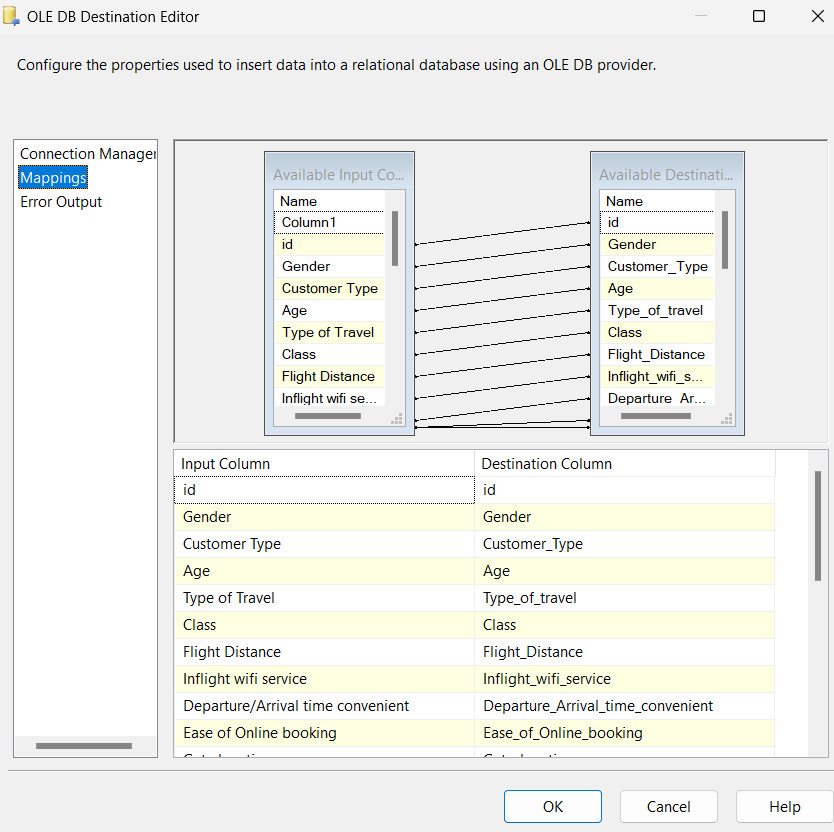 OLE DB Destination Editor
Configure the properties used to insert data into a relational database using an OLE DB provider.
Connection Manager
Mappings
Error Output
Available Input Co...
Name
Column1
id
Gender
Customer Type
Age
Type of Travel
Class
Flight Distance
Inflight wifi se...
Available Destinati...
Name
id
Gender
Customer_Type
Age
Type_of_travel
Class
Flight_Distance
Inflight_wifi_s...
Departure_Ar...
Input Column Destination Column
id id
Gender Gender
Customer Type Customer_Type
Age Age
Type of Travel Type_of_travel
Class Class
Flight Distance Flight_Distance
Inflight wifi service Inflight_wifi_service
Departure/Arrival time convenient Departure_Arrival_time_convenient
Ease of Online booking Ease_of_Online_booking
OK Cancel Help